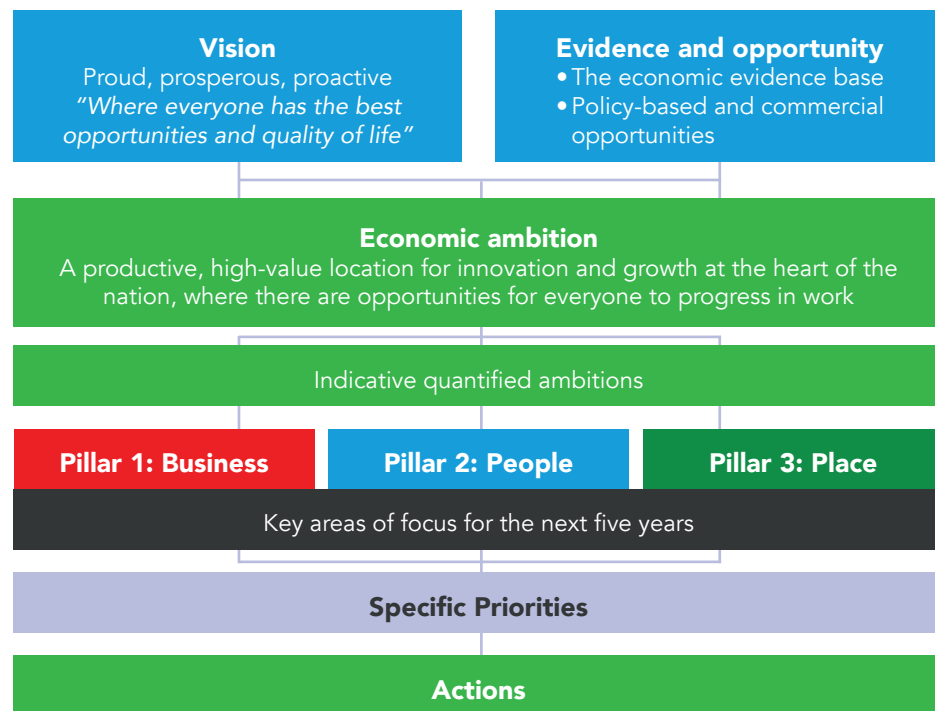 Vision
Proud, prosperous, proactive
“Where everyone has the best
opportunities and quality of life”
Evidence and opportunity
• The economic evidence base
• Policy-based and commercial
opportunities
Economic ambition
A productive, high-value location for innovation and growth at the heart of the
nation, where there are opportunities for everyone to progress in work
Indicative quantified ambitions
Pillar 1: Business
Pillar 2: People
Pillar 3: Place
Key areas of focus for the next five years
Specific Priorities
Actions